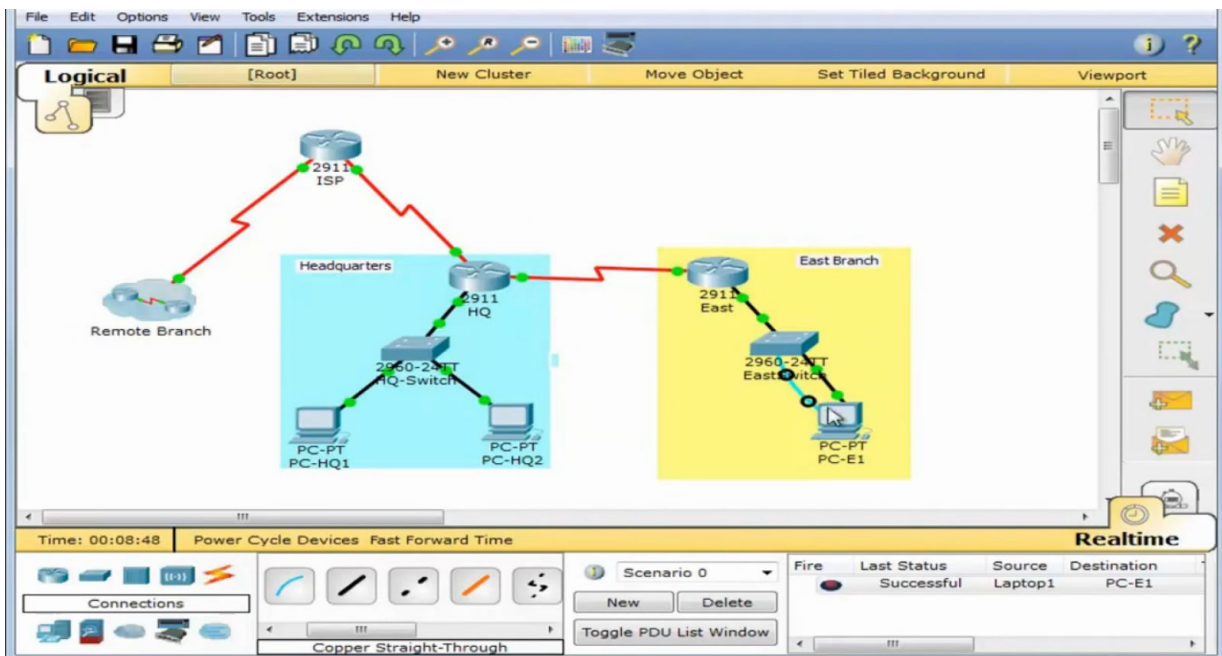 File Edit Options View Tools Extensions Help
Logical [Root] New Cluster Move Object Set Tiled Background Viewport
2911
ISP
Headquarters
East Branch
2911
HQ
2911
East
Remote Branch
2960-24TT
HQ-Switch
2960-24TT
EastSwitch
PC-PT
PC-HQ1
PC-PT
PC-HQ2
PC-PT
PC-E1
Time: 00:08:48 Power Cycle Devices Fast Forward Time Realtime
Connections
Copper Straight-Through
Scenario 0
New Delete
Toggle PDU List Window
Fire Last Status Source Destination
Successful Laptop1 PC-E1